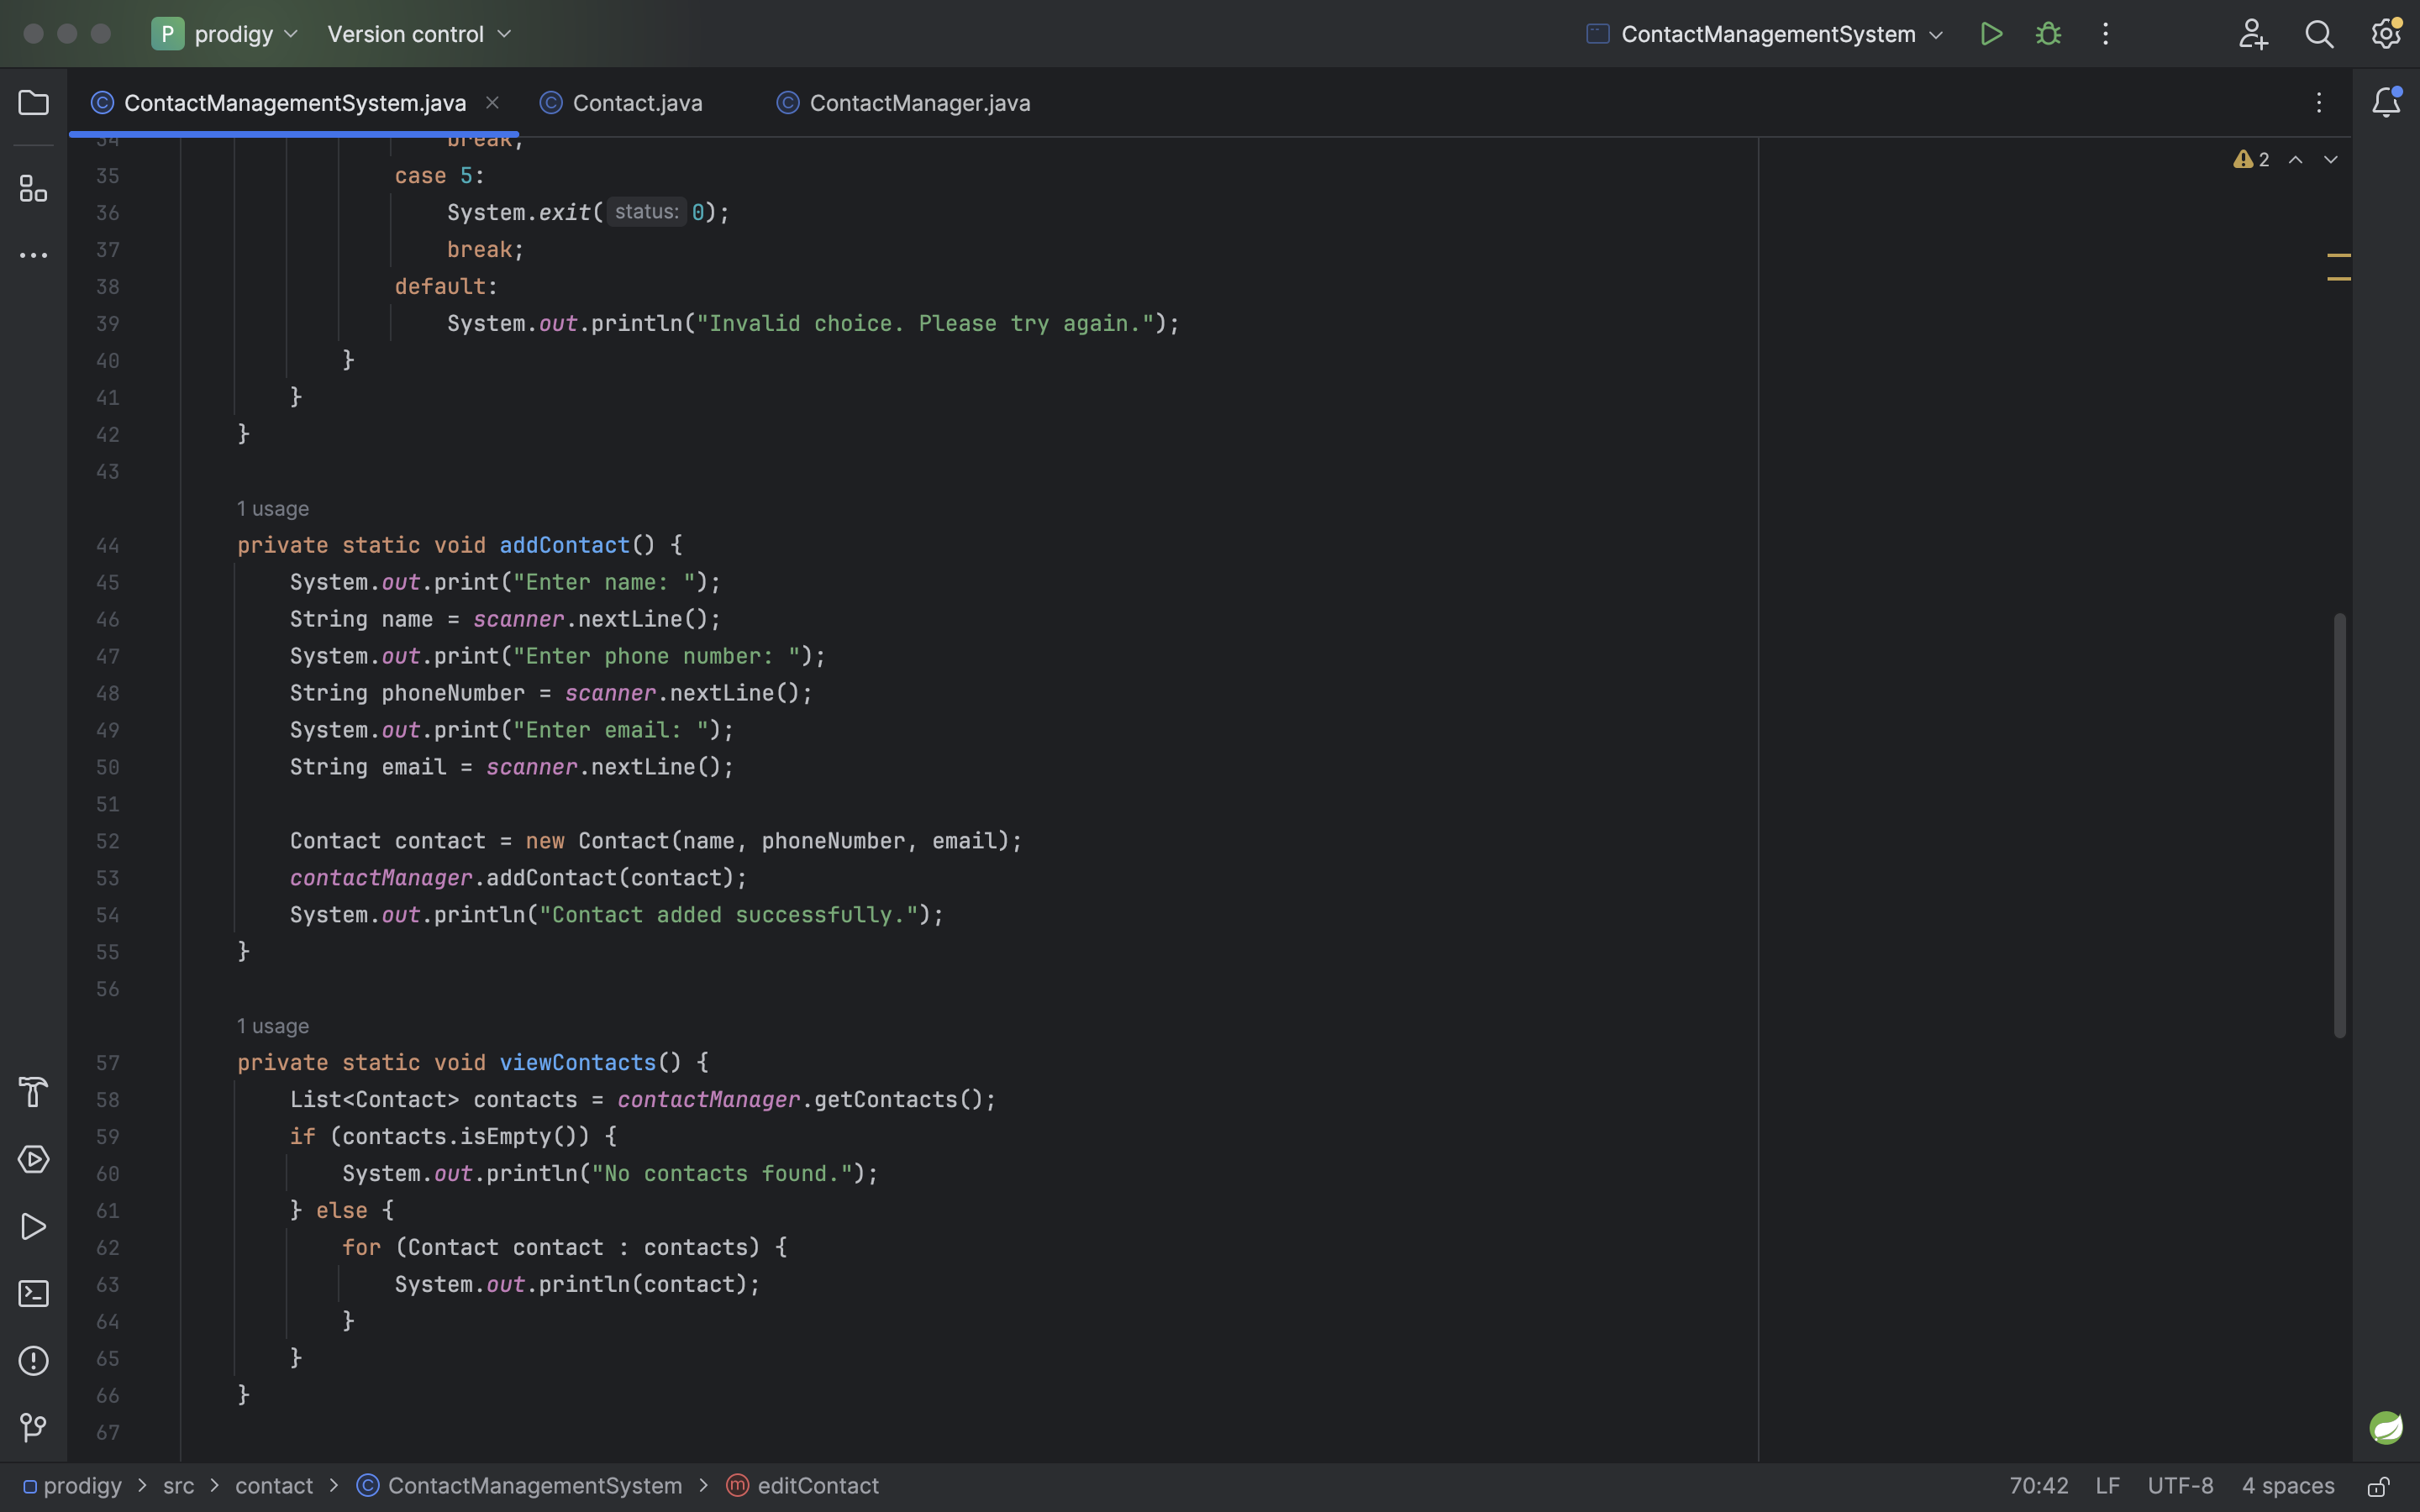 P prodigy Version control ContactManagementSystem
ContactManagementSystem.java Contact.java ContactManager.java
34 break;
2
35 case 5:
36 System.exit( status: 0);
37 break;
38 default:
39 System.out.println("Invalid choice. Please try again.");
40 }
41 }
42 }
43
1 usage
44 private static void addContact() {
45 System.out.print("Enter name: ");
46 String name = scanner.nextLine();
47 System.out.print("Enter phone number: ");
48 String phoneNumber = scanner.nextLine();
49 System.out.print("Enter email: ");
50 String email = scanner.nextLine();
51
52 Contact contact = new Contact(name, phoneNumber, email);
53 contactManager.addContact(contact);
54 System.out.println("Contact added successfully.");
55 }
56
1 usage
57 private static void viewContacts() {
58 List<Contact> contacts = contactManager.getContacts();
59 if (contacts.isEmpty()) {
60 System.out.println("No contacts found.");
61 } else {
62 for (Contact contact : contacts) {
63 System.out.println(contact);
64 }
65 }
66 }
67
prodigy > src > contact > C ContactManagementSystem > m editContact 70:42 LF UTF-8 4 spaces